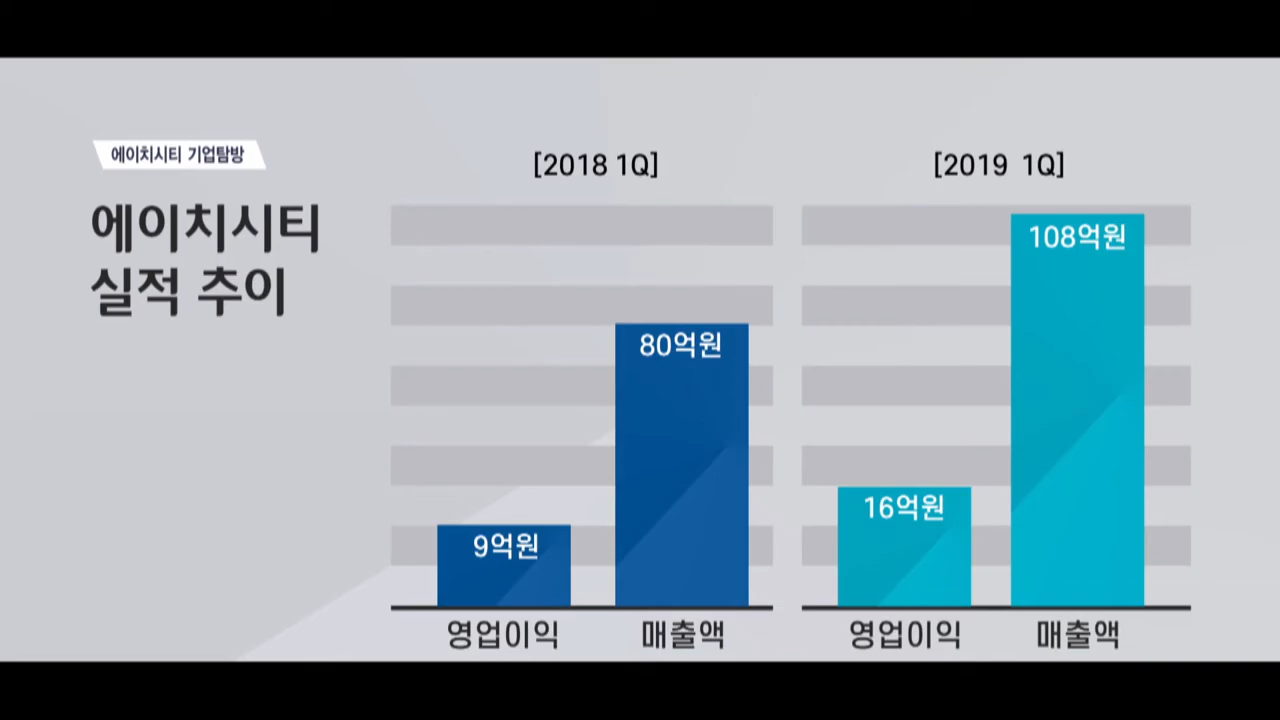 에이치시티 기업탐방
에이치시티
실적 추이
[2018 1Q]
9억원
80억원
영업이익
매출액
[2019 1Q]
16억원
108억원
영업이익
매출액